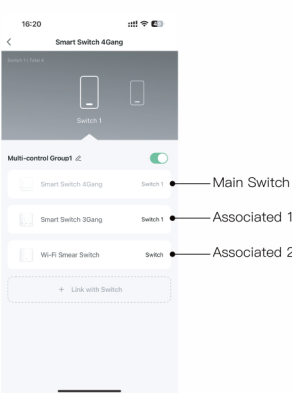 16:20
Smart Switch 4Gang
Switch 1
Multi-control Group1
Smart Switch 4Gang Switch 1 Main Switch
Smart Switch 3Gang Switch 1 Associated 1
Wi-Fi Smear Switch Switch Associated 2
+ Link with Switch